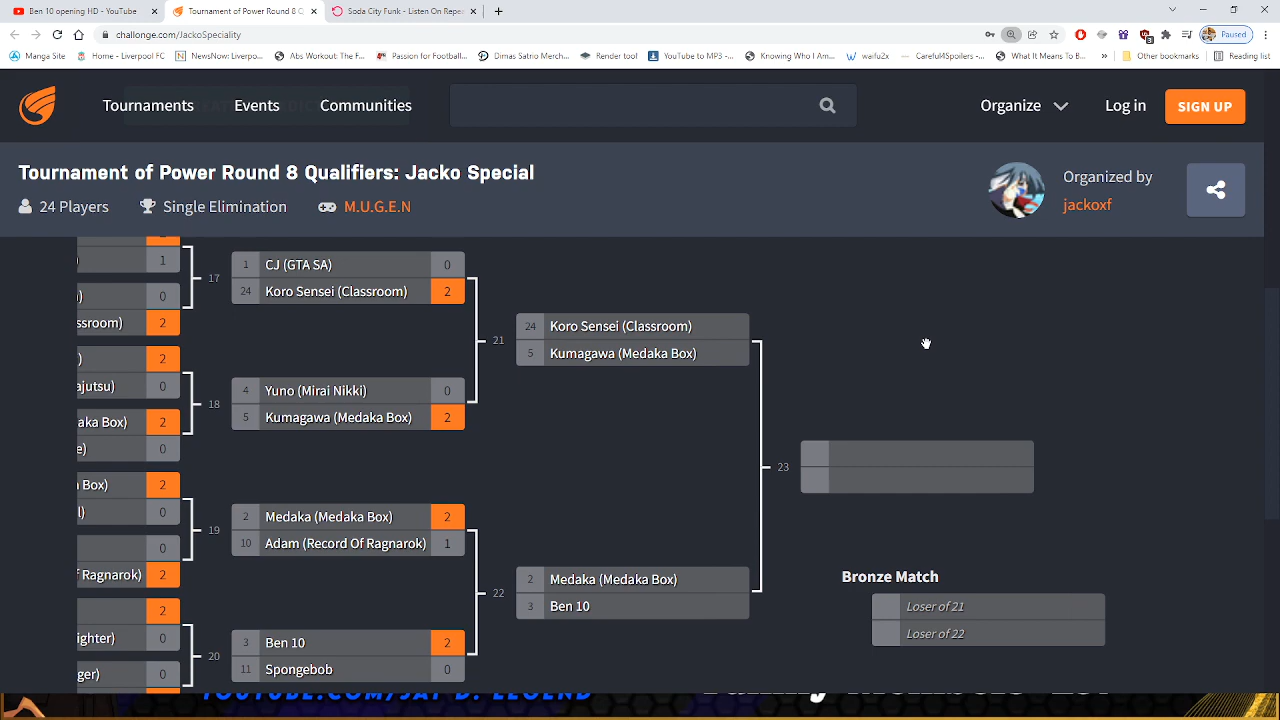 Ben 10 opening HD - YouTube
Tournament of Power Round 8 Q
Soda City Funk - Listen On Repe
challonge.com/JackoSpeciality
Paused
Manga Site
Home - Liverpool FC
NewsNow: Liverpo...
Abs Workout: The F...
Passion for Football...
Dimas Satrio Merch...
Render tool
YouTube to MP3 -...
Knowing Who I Am...
waifu2x
Careful4Spoilers - ...
What It Means To B...
Other bookmarks
Reading list
Tournaments
Events
Communities
Organize
Log in
SIGN UP
Tournament of Power Round 8 Qualifiers: Jacko Special
24 Players
Single Elimination
M.U.G.E.N
Organized by
jackoxf
) 1
) 0
ssroom) 2
) 2
ajutsu) 0
aka Box) 2
e) 0
a Box) 2
l) 0
0
f Ragnarok) 2
2
ighter) 0
ger) 0
17
18
19
20
1 CJ (GTA SA) 0
24 Koro Sensei (Classroom) 2
4 Yuno (Mirai Nikki) 0
5 Kumagawa (Medaka Box) 2
2 Medaka (Medaka Box) 2
10 Adam (Record Of Ragnarok) 1
3 Ben 10 2
11 Spongebob 0
21
22
24 Koro Sensei (Classroom)
5 Kumagawa (Medaka Box)
2 Medaka (Medaka Box)
3 Ben 10
23
Bronze Match
Loser of 21
Loser of 22
YOUTUBE.COM/JAY D. LEGEND